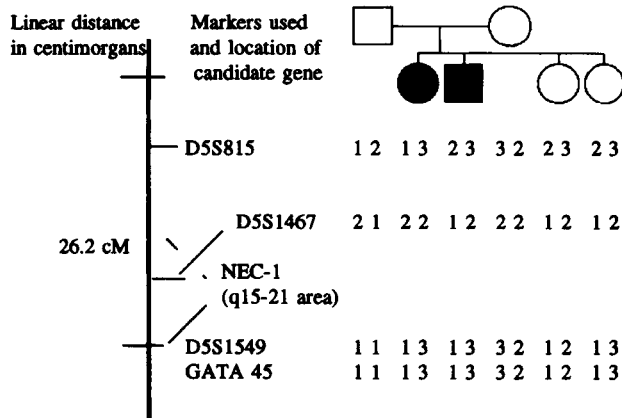 Linear distance
in centimorgans
Markers used
and location of
candidate gene
D5S815 1 2 1 3 2 3 3 2 2 3 2 3
D5S1467 2 1 2 2 1 2 2 2 1 2 1 2
26.2 cM
NEC-1
(q15-21 area)
D5S1549 1 1 1 3 1 3 3 2 1 2 1 3
GATA 45 1 1 1 3 1 3 3 2 1 2 1 3